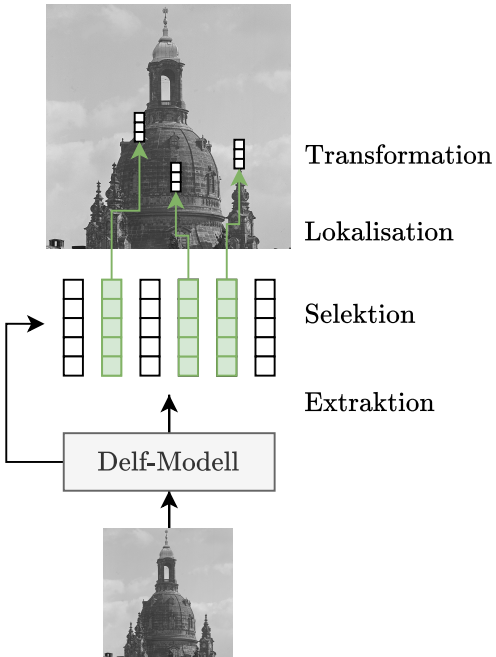 Transformation
Lokalisation
Selektion
Extraktion
Delf-Modell